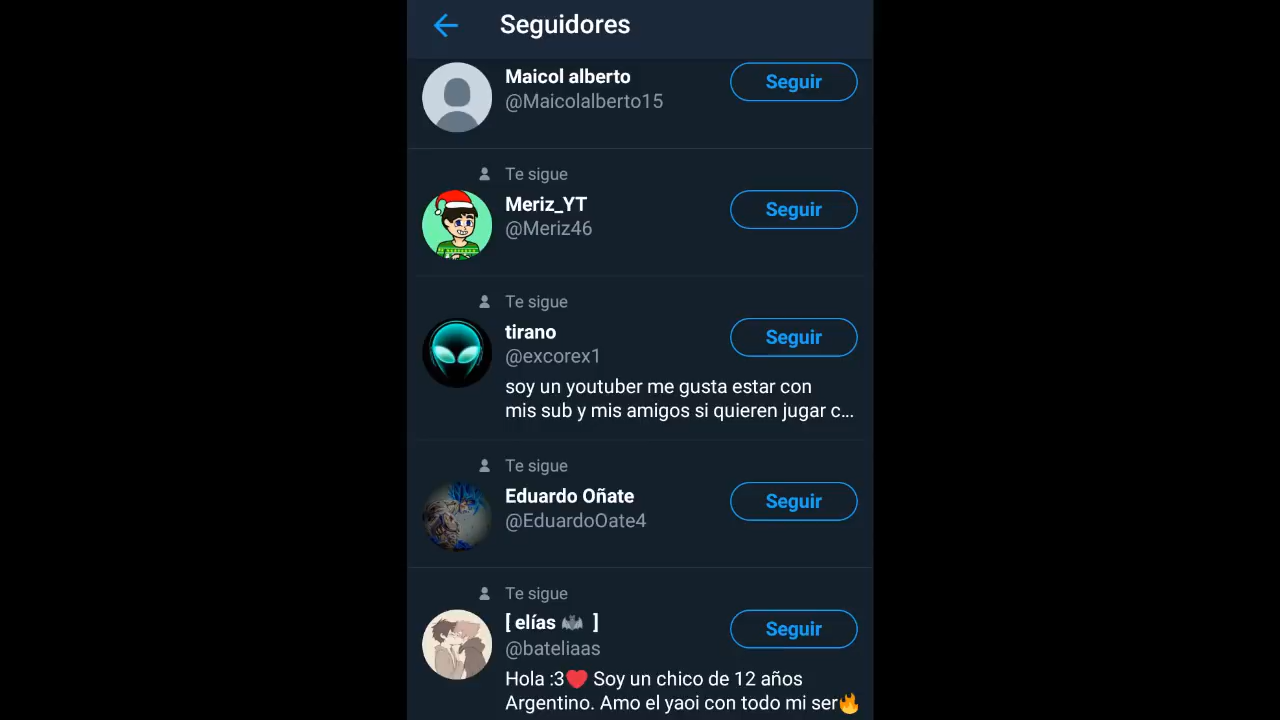 Seguidores
Maicol alberto
@Maicolalberto15
Seguir
Te sigue
Meriz_YT
@Meriz46
Seguir
Te sigue
tirano
@excorex1
Seguir
soy un youtuber me gusta estar con
mis sub y mis amigos si quieren jugar c...
Te sigue
Eduardo Oñate
@EduardoOate4
Seguir
Te sigue
[ elías 🦇 ]
@bateliaas
Seguir
Hola :3❤️ Soy un chico de 12 años
Argentino. Amo el yaoi con todo mi ser🔥